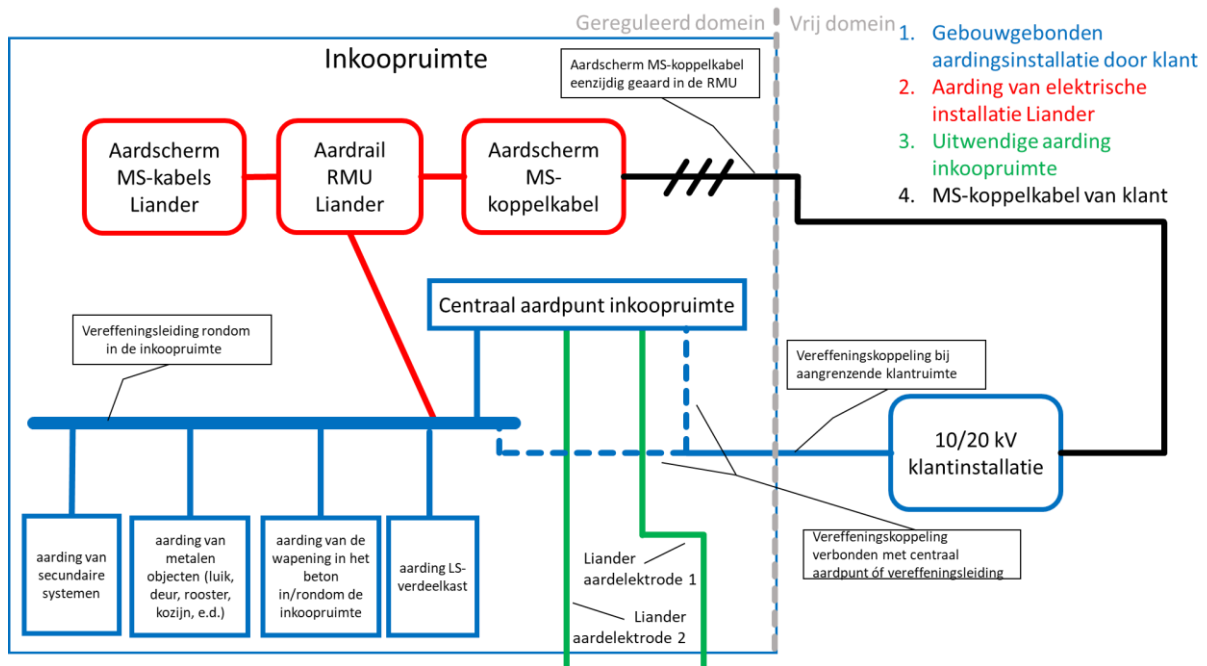 Gereguleerd domein
Vrij domein
Inkoopruimte
Aardscherm MS-koppelkabel
eenzijdig geaard in de RMU
1. Gebouwgebonden
aardingsinstallatie door klant
2. Aarding van elektrische
installatie Liander
3. Uitwendige aarding
inkoopruimte
4. MS-koppelkabel van klant
Aardscherm
MS-kabels
Liander
Aardrail
RMU
Liander
Aardscherm
MS-
koppelkabel
Centraal aardpunt inkoopruimte
Vereffeningsleiding rondom
in de inkoopruimte
Vereffeningskoppeling bij
aangrenzende klantruimte
10/20 kV
klantinstallatie
aarding van
secundaire
systemen
aarding van
metalen
objecten (luik,
deur, rooster,
kozijn, e.d.)
aarding van de
wapening in het
beton
in/rondom de
inkoopruimte
aarding LS-
verdeelkast
Liander
aardelektrode 1
Liander
aardelektrode 2
Vereffeningskoppeling
verbonden met centraal
aardpunt óf vereffeningsleiding